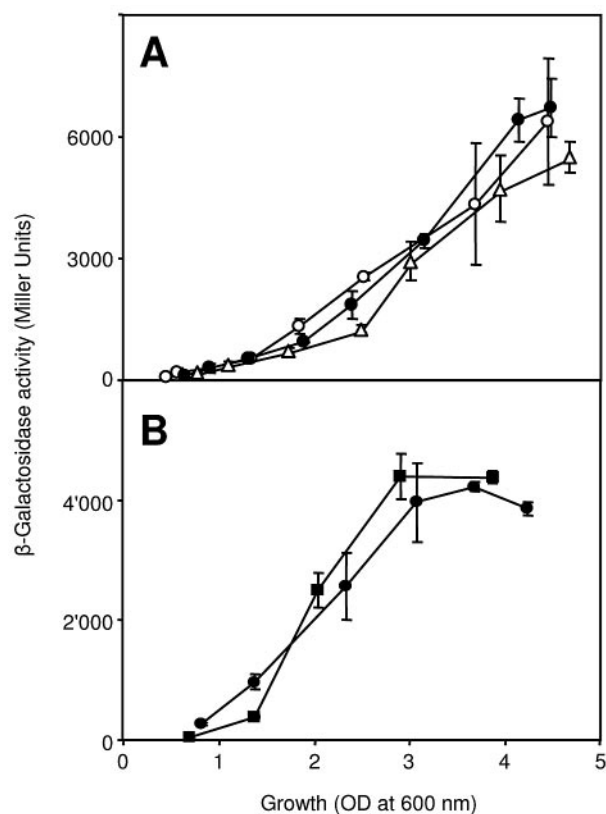 A
6000
3000
0
β-Galactosidase activity (Miller Units)
B
4'000
2'000
0
0 1 2 3 4 5
Growth (OD at 600 nm)